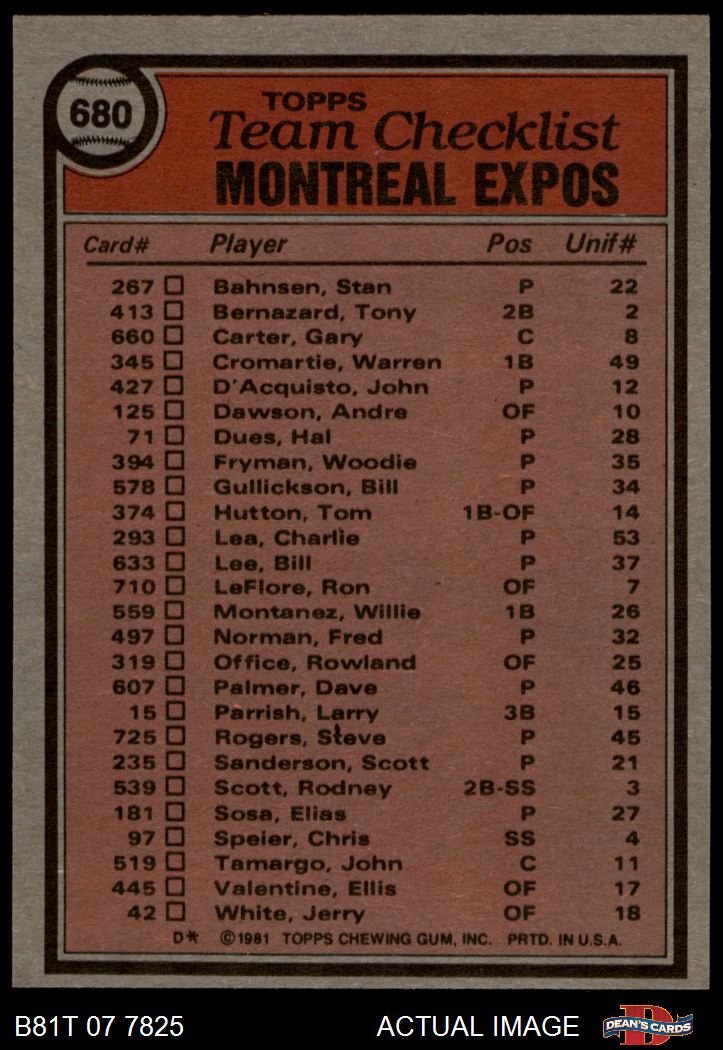 680
TOPPS
Team Checklist
MONTREAL EXPOS
Card# Player Pos Unif#
267 Bahnsen, Stan P 22
413 Bernazard, Tony 2B 2
660 Carter, Gary C 8
345 Cromartie, Warren 1B 49
427 D'Acquisto, John P 12
125 Dawson, Andre OF 10
71 Dues, Hal P 28
394 Fryman, Woodie P 35
578 Gullickson, Bill P 34
374 Hutton, Tom 1B-OF 14
293 Lea, Charlie P 53
633 Lee, Bill P 37
710 LeFlore, Ron OF 7
559 Montanez, Willie 1B 26
497 Norman, Fred P 32
319 Office, Rowland OF 25
607 Palmer, Dave P 46
15 Parrish, Larry 3B 15
725 Rogers, Steve P 45
235 Sanderson, Scott P 21
539 Scott, Rodney 2B-SS 3
181 Sosa, Elias P 27
97 Speier, Chris SS 4
519 Tamargo, John C 11
445 Valentine, Ellis OF 17
42 White, Jerry OF 18
D* ©1981 TOPPS CHEWING GUM, INC. PRTD. IN U.S.A.
B81T 07 7825 ACTUAL IMAGE D DEAN'S CARDS